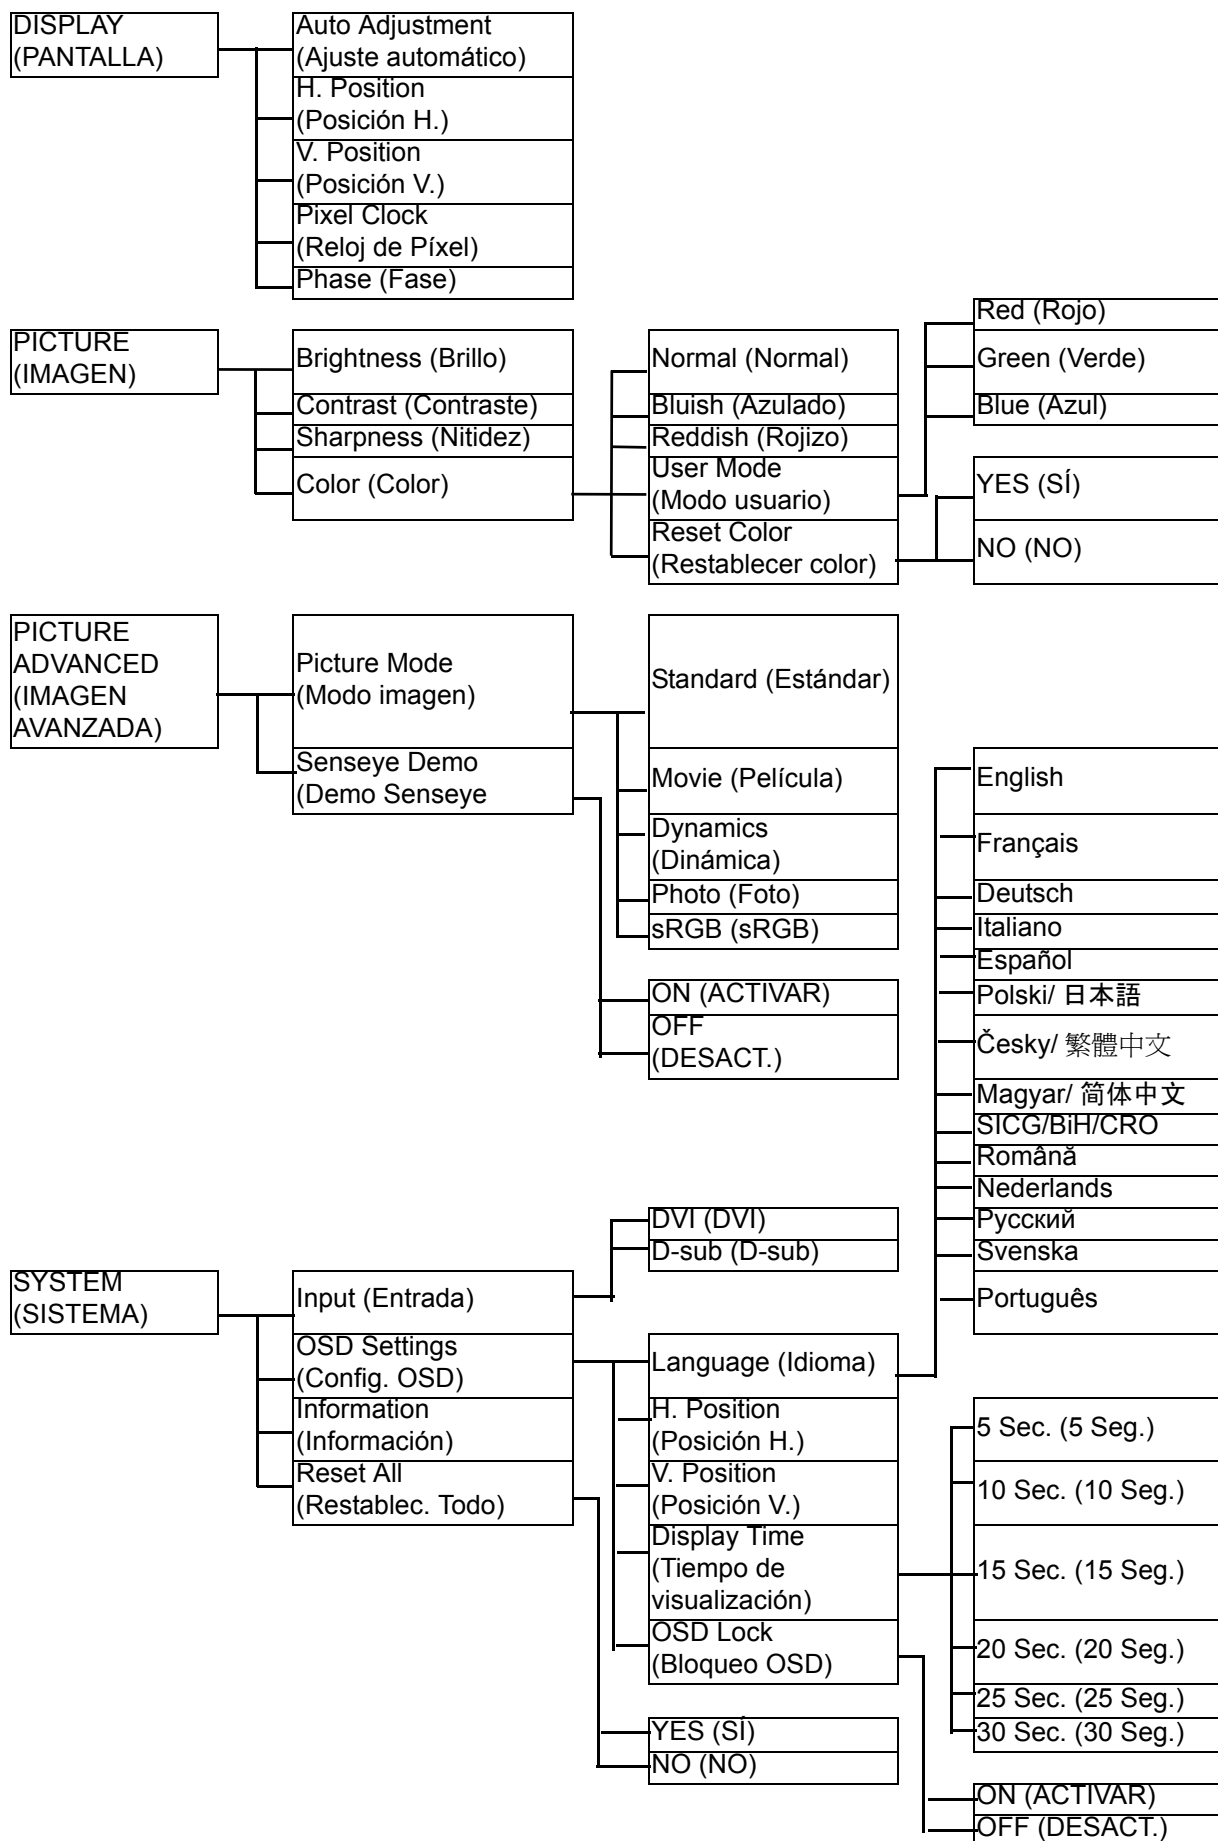 DISPLAY
(PANTALLA)
Auto Adjustment
(Ajuste automático)
H. Position
(Posición H.)
V. Position
(Posición V.)
Pixel Clock
(Reloj de Píxel)
Phase (Fase)
PICTURE
(IMAGEN)
Brightness (Brillo)
Contrast (Contraste)
Sharpness (Nitidez)
Color (Color)
Normal (Normal)
Bluish (Azulado)
Reddish (Rojizo)
User Mode
(Modo usuario)
Reset Color
(Restablecer color)
Red (Rojo)
Green (Verde)
Blue (Azul)
YES (SÍ)
NO (NO)
PICTURE
ADVANCED
(IMAGEN
AVANZADA)
Picture Mode
(Modo imagen)
Senseye Demo
(Demo Senseye
Standard (Estándar)
Movie (Película)
Dynamics
(Dinámica)
Photo (Foto)
sRGB (sRGB)
ON (ACTIVAR)
OFF
(DESACT.)
English
Français
Deutsch
Italiano
Español
Polski/ 日本語
Česky/ 繁體中文
Magyar/ 简体中文
SICG/BiH/CRO
Română
Nederlands
Русский
Svenska
Português
SYSTEM
(SISTEMA)
Input (Entrada)
OSD Settings
(Config. OSD)
Information
(Información)
Reset All
(Restablec. Todo)
DVI (DVI)
D-sub (D-sub)
Language (Idioma)
H. Position
(Posición H.)
V. Position
(Posición V.)
Display Time
(Tiempo de
visualización)
OSD Lock
(Bloqueo OSD)
YES (SÍ)
NO (NO)
5 Sec. (5 Seg.)
10 Sec. (10 Seg.)
15 Sec. (15 Seg.)
20 Sec. (20 Seg.)
25 Sec. (25 Seg.)
30 Sec. (30 Seg.)
ON (ACTIVAR)
OFF (DESACT.)